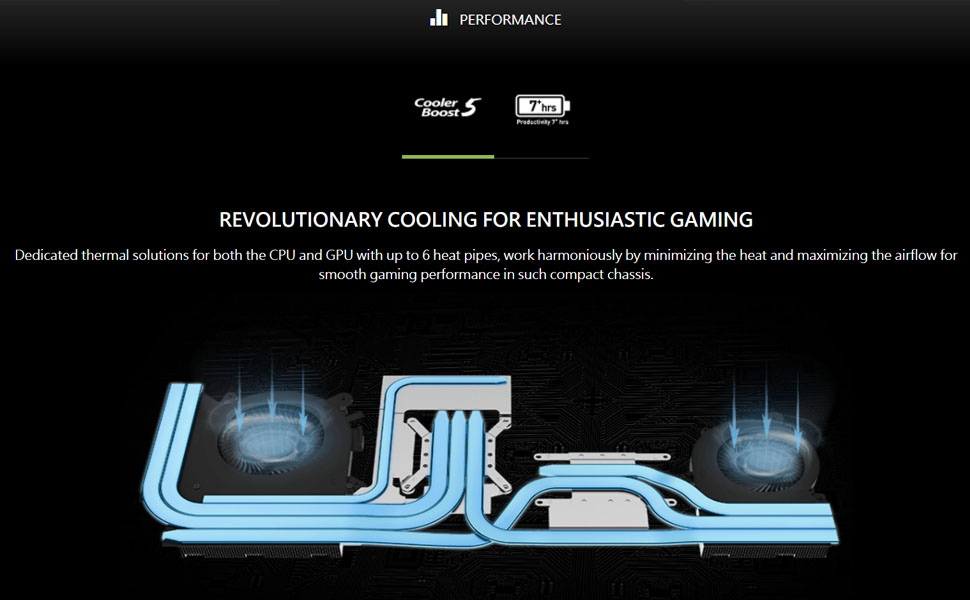 PERFORMANCE
Cooler Boost 5
7+hrs
Productivity 7+ hrs
REVOLUTIONARY COOLING FOR ENTHUSIASTIC GAMING
Dedicated thermal solutions for both the CPU and GPU with up to 6 heat pipes, work harmoniously by minimizing the heat and maximizing the airflow for
smooth gaming performance in such compact chassis.